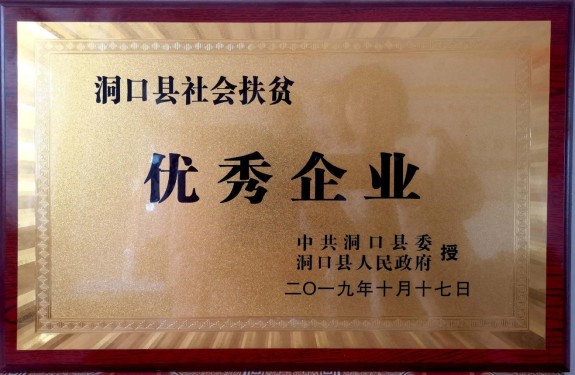 洞口县社会扶贫
优秀企业
中共洞口县委
洞口县人民政府 授
二〇一九年十月十七日